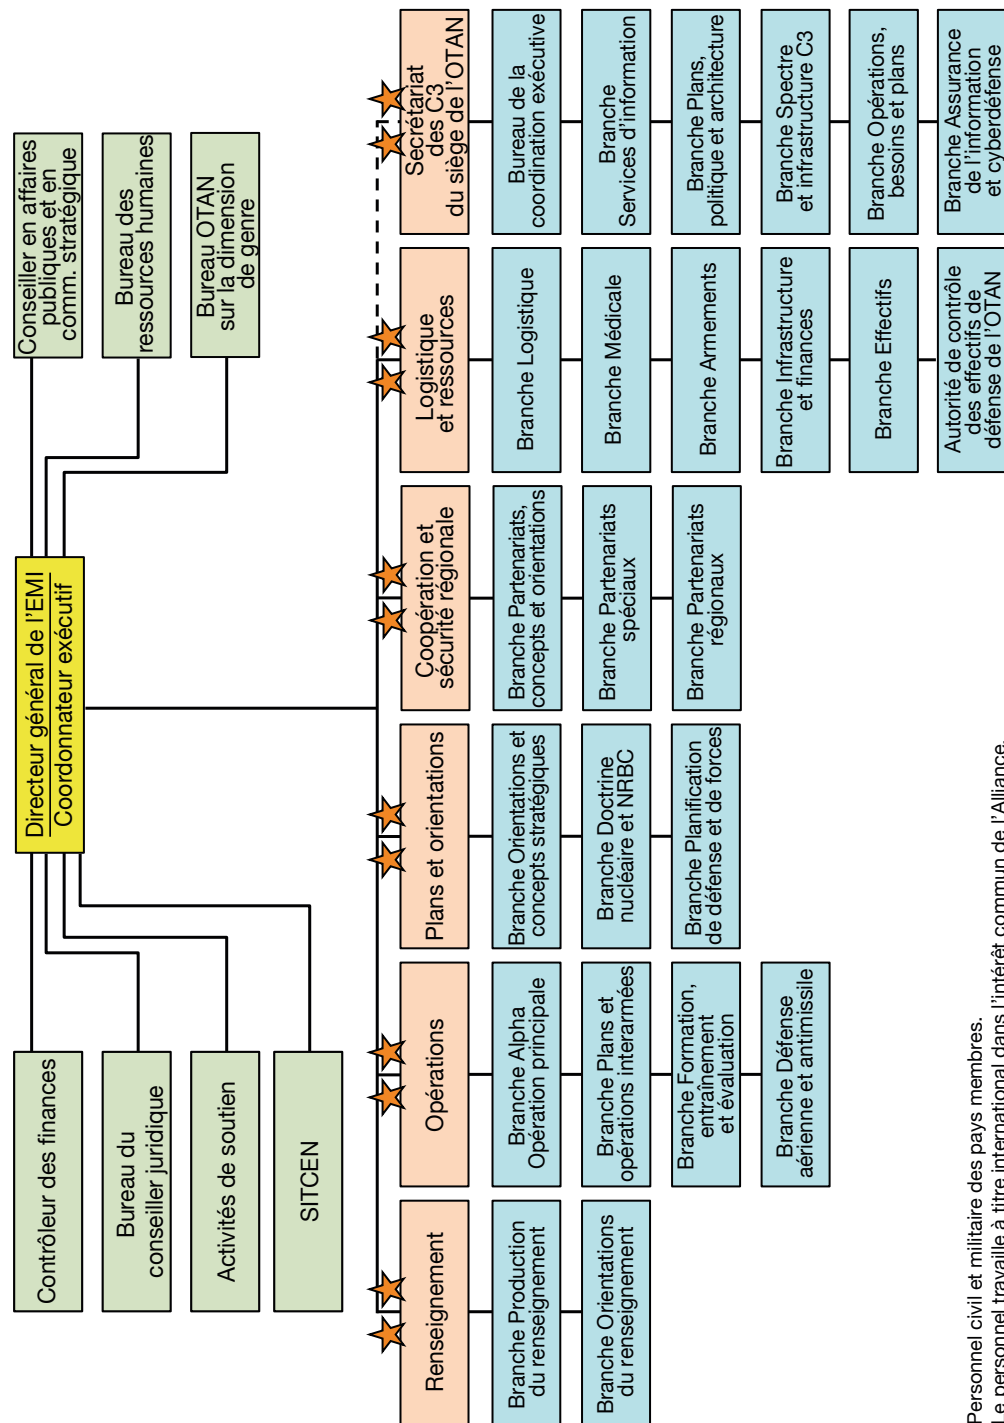 Directeur général de l'EMI
Coordonnateur exécutif
Contrôleur des finances
Bureau du
conseiller juridique
Activités de soutien
SITCEN
Conseiller en affaires
publiques et en
comm. stratégique
Bureau des
ressources humaines
Bureau OTAN
sur la dimension
de genre
Renseignement
Branche Production
du renseignement
Branche Orientations
du renseignement
Opérations
Branche Alpha
Opération principale
Branche Plans et
opérations interarmées
Branche Formation,
entraînement
et évaluation
Branche Défense
aérienne et antimissile
Plans et orientations
Branche Orientations et
concepts stratégiques
Branche Doctrine
nucléaire et NRBC
Branche Planification
de défense et de forces
Coopération et
sécurité régionale
Branche Partenariats,
concepts et orientations
Branche Partenariats
spéciaux
Branche Partenariats
régionaux
Logistique
et ressources
Branche Logistique
Branche Médicale
Branche Armements
Branche Infrastructure
et finances
Branche Effectifs
Autorité de contrôle
des effectifs de
défense de l'OTAN
Secrétariat
des C3
du siège de l'OTAN
Bureau de la
coordination exécutive
Branche
Services d'information
Branche Plans,
politique et architecture
Branche Spectre
et infrastructure C3
Branche Opérations,
besoins et plans
Branche Assurance
de l'information
et cyberdéfense
Personnel civil et militaire des pays membres.
Le personnel travaille à titre international dans l'intérêt commun de l'Alliance.